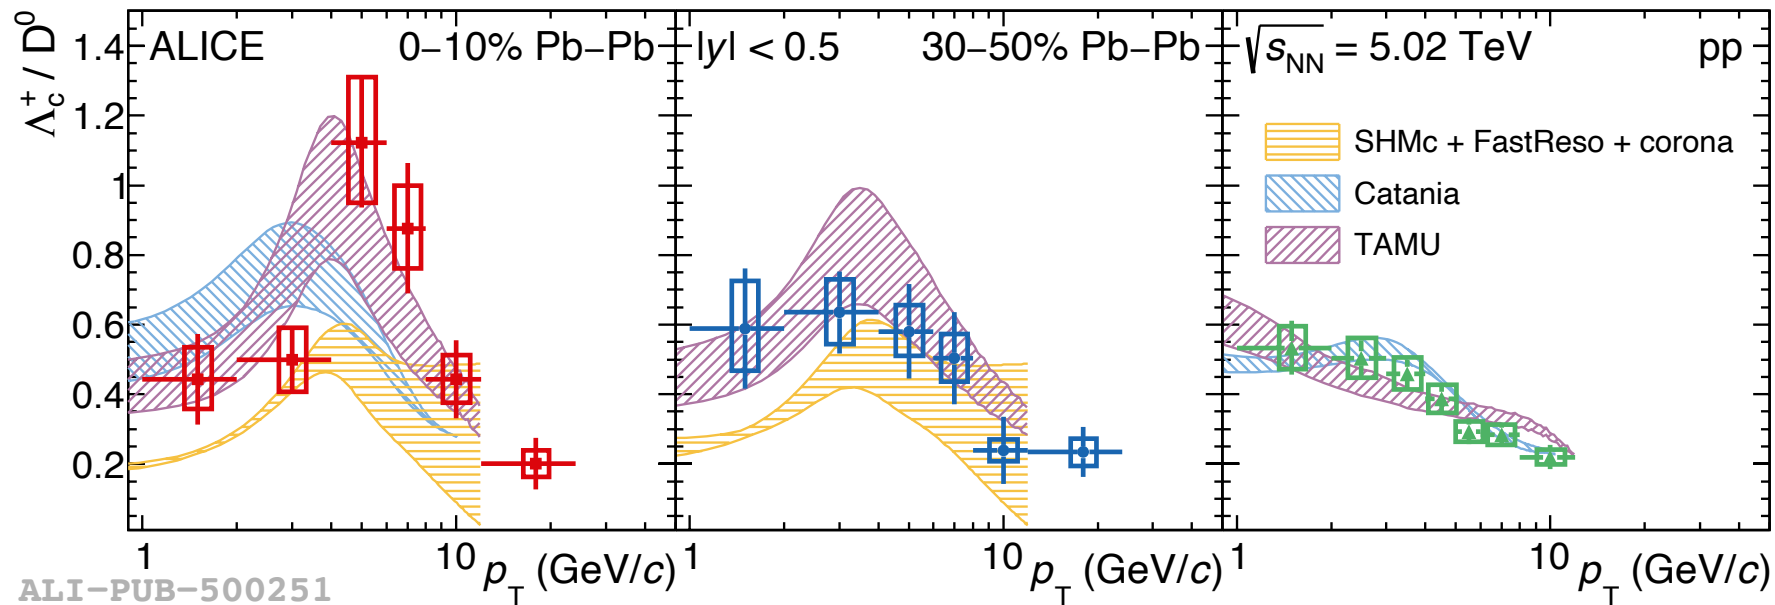 Λc+ / D0
ALICE 0−10% Pb−Pb
|y| < 0.5 30−50% Pb−Pb
√sNN = 5.02 TeV pp
SHMc + FastReso + corona
Catania
TAMU
1.4
1.2
1
0.8
0.6
0.4
0.2
1 10 pT (GeV/c)
1 10 pT (GeV/c)
1 10 pT (GeV/c)
ALI−PUB−500251